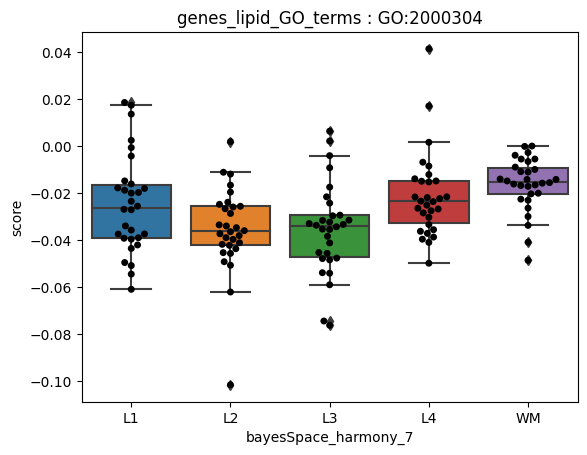 genes_lipid_GO_terms : GO:2000304
0.04
0.02
0.00
−0.02
−0.04
−0.06
−0.08
−0.10
score
L1 L2 L3 L4 WM
bayesSpace_harmony_7